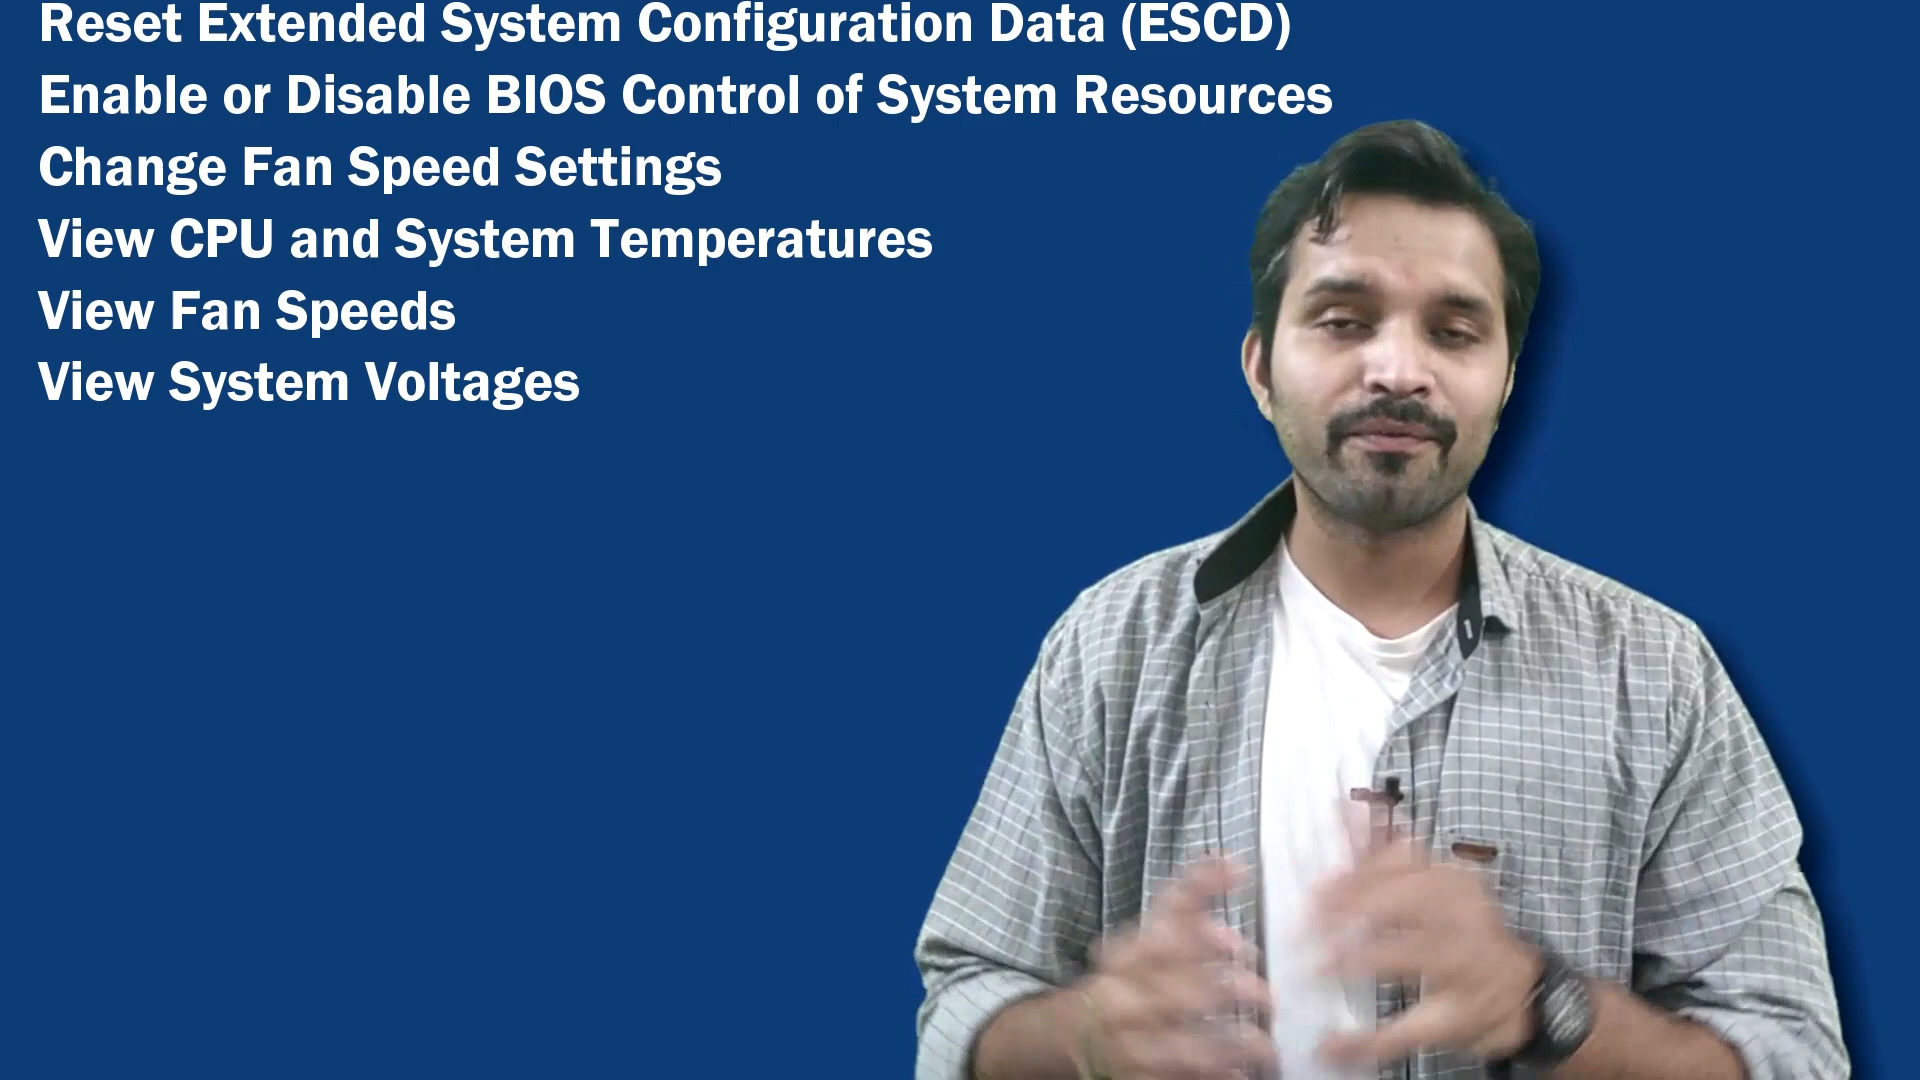 Reset Extended System Configuration Data (ESCD)
Enable or Disable BIOS Control of System Resources
Change Fan Speed Settings
View CPU and System Temperatures
View Fan Speeds
View System Voltages